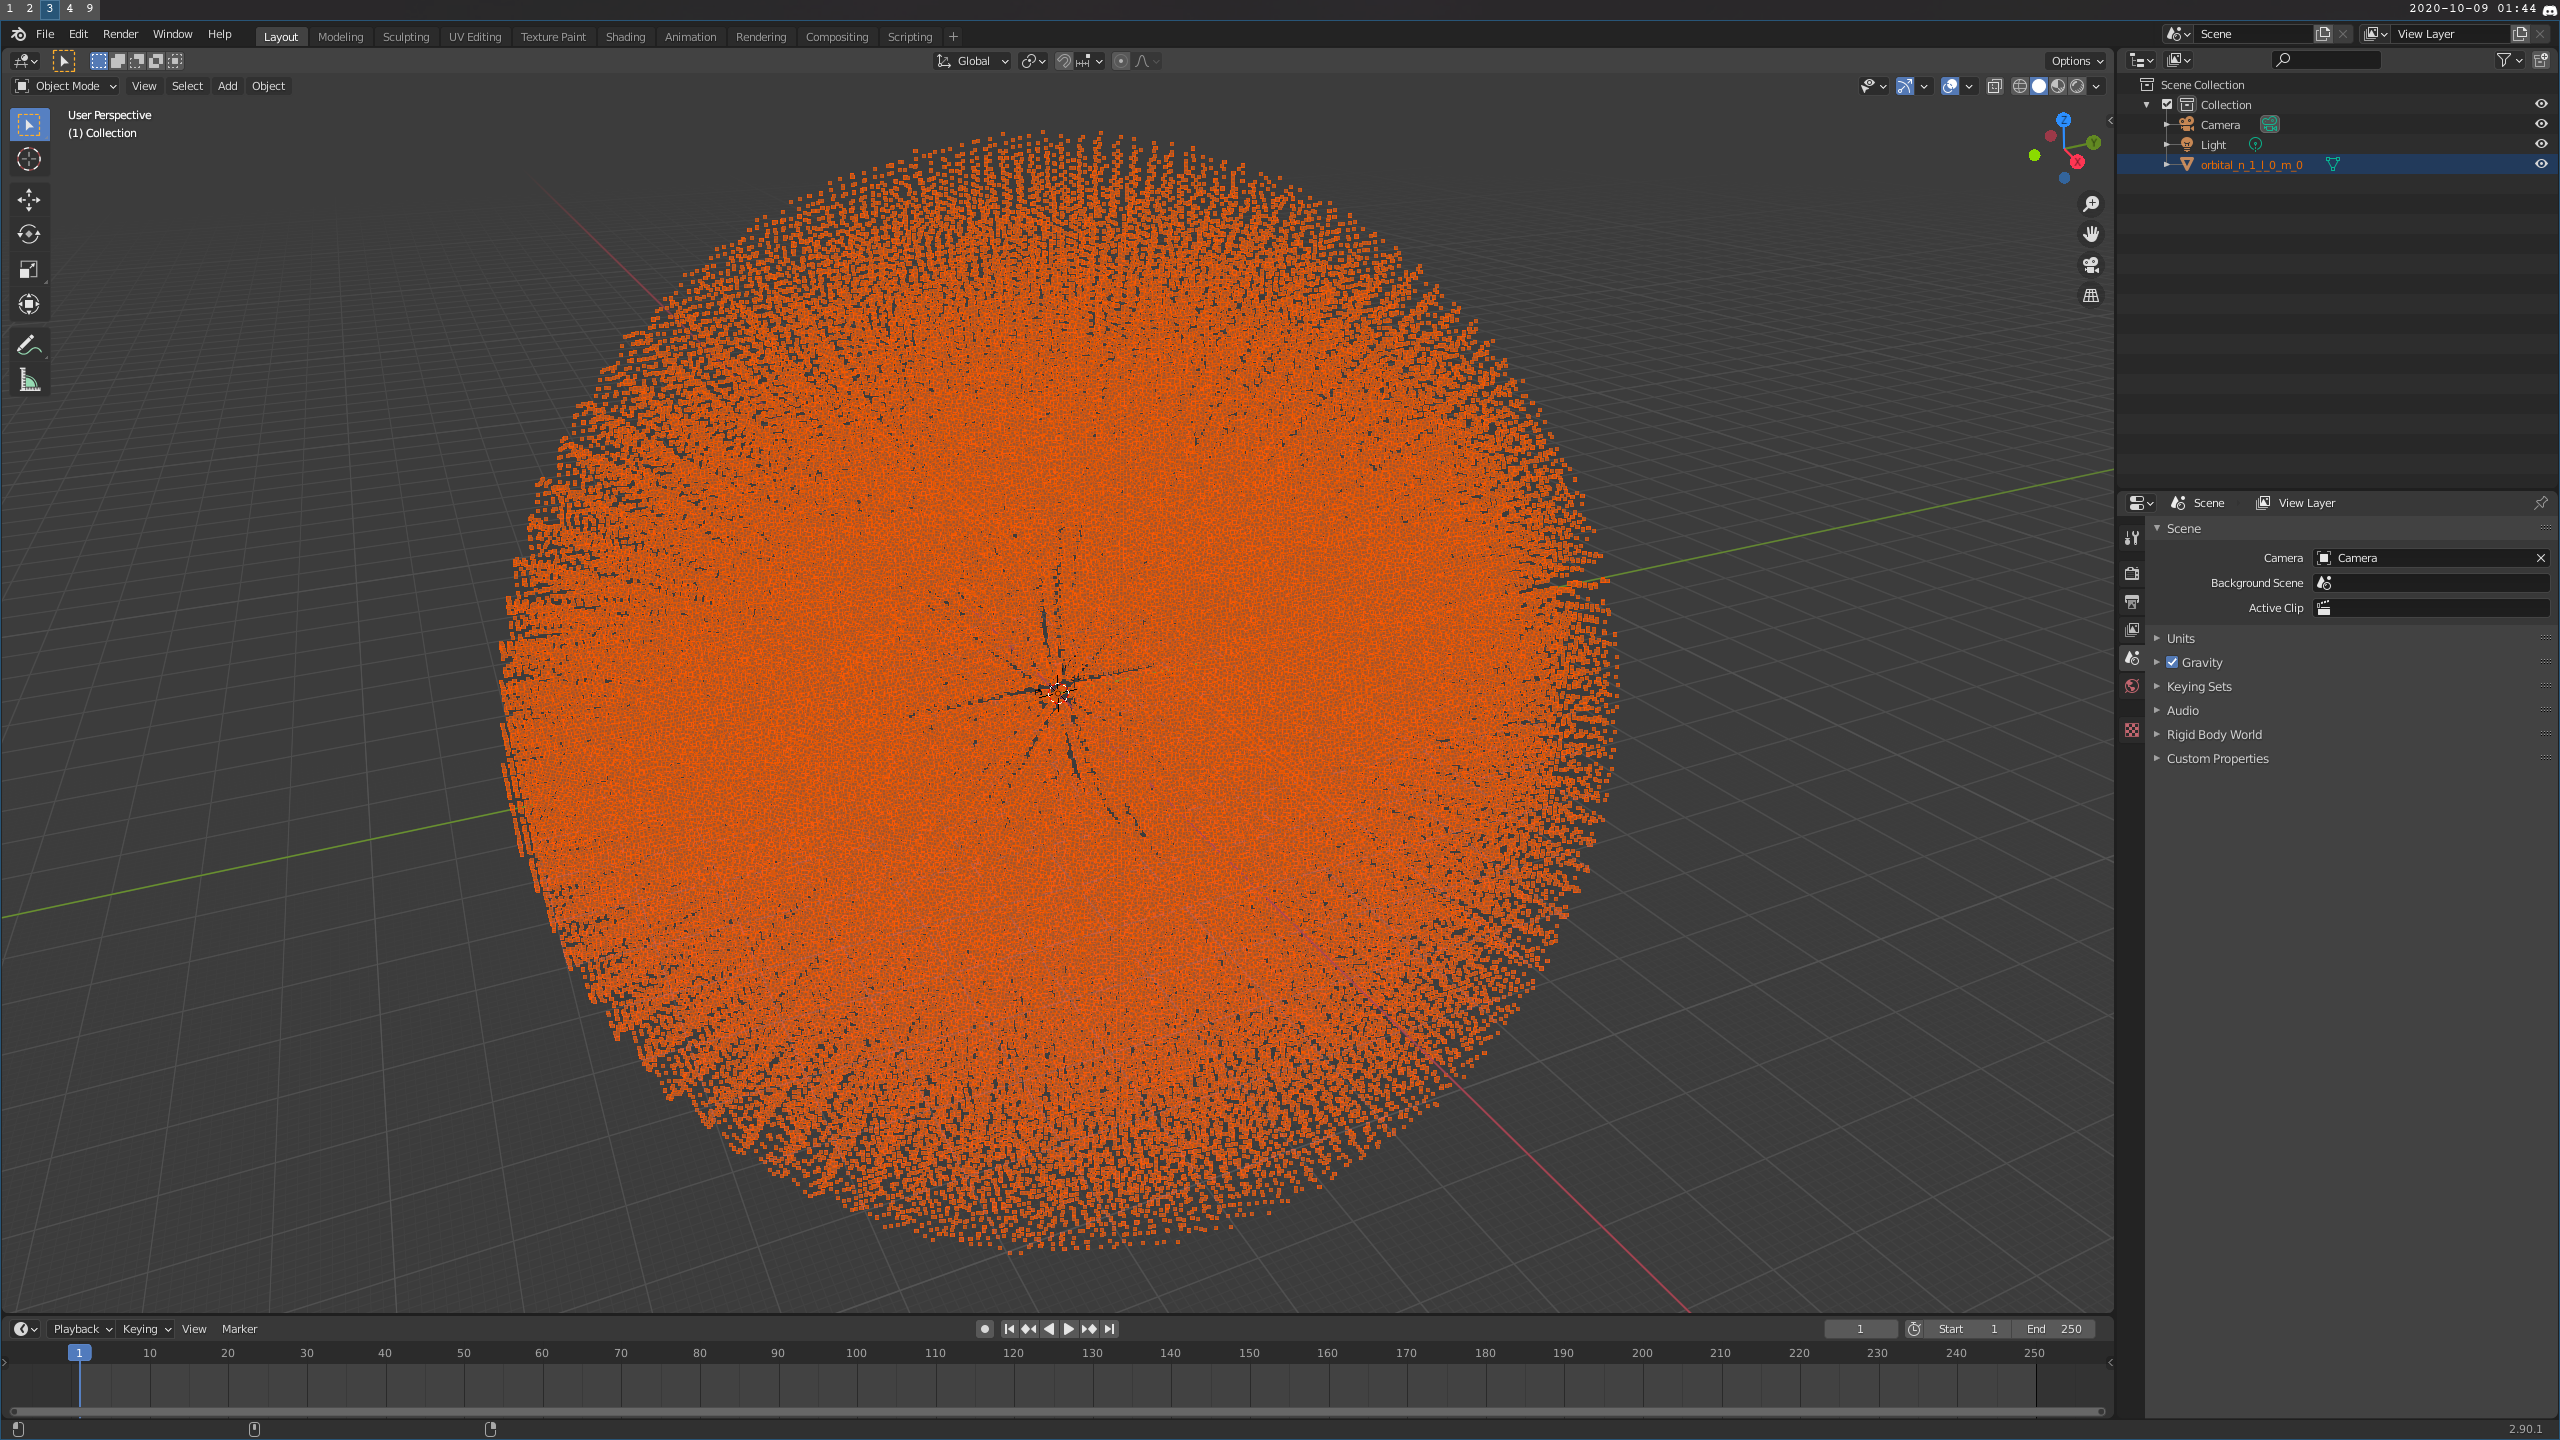 1 2 3 4 9
2020-10-09 01:44
File Edit Render Window Help
Layout Modeling Sculpting UV Editing Texture Paint Shading Animation Rendering Compositing Scripting +
Scene
View Layer
Global
Options
Object Mode View Select Add Object
User Perspective
(1) Collection
Z
Y
X
Scene Collection
Collection
Camera
Light
orbital_n_1_l_0_m_0
Scene View Layer
Scene
Camera Camera
Background Scene
Active Clip
Units
Gravity
Keying Sets
Audio
Rigid Body World
Custom Properties
Playback Keying View Marker
1 Start 1 End 250
1 10 20 30 40 50 60 70 80 90 100 110 120 130 140 150 160 170 180 190 200 210 220 230 240 250
2.90.1